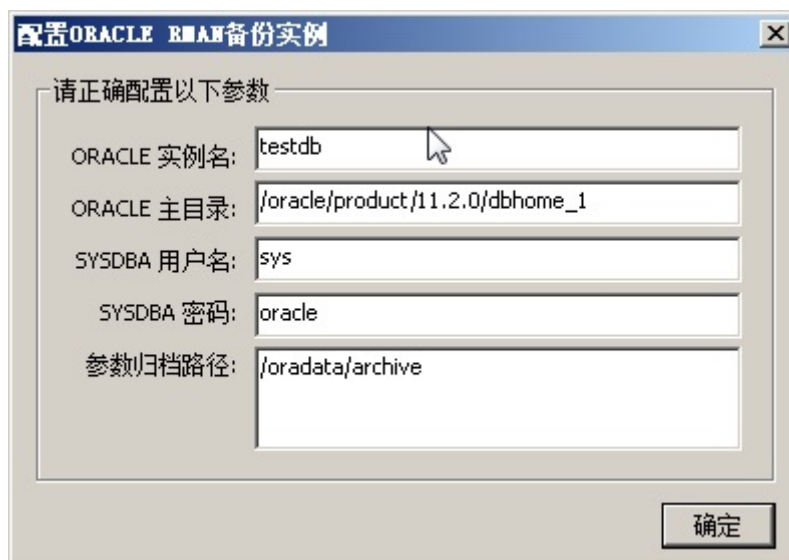 配置ORACLE RMAN备份实例
请正确配置以下参数
ORACLE 实例名: testdb
ORACLE 主目录: /oracle/product/11.2.0/dbhome_1
SYSDBA 用户名: sys
SYSDBA 密码: oracle
参数归档路径: /oradata/archive
确定